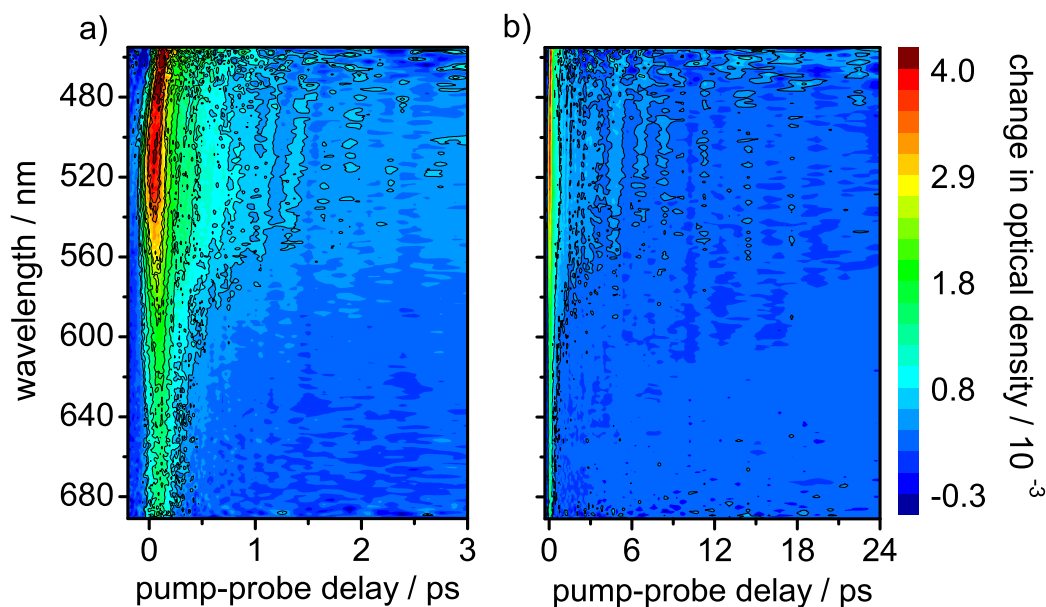 a)
b)
wavelength / nm
480
520
560
600
640
680
0 1 2 3
pump-probe delay / ps
0 6 12 18 24
pump-probe delay / ps
4.0
2.9
1.8
0.8
-0.3
change in optical density / 10 -3